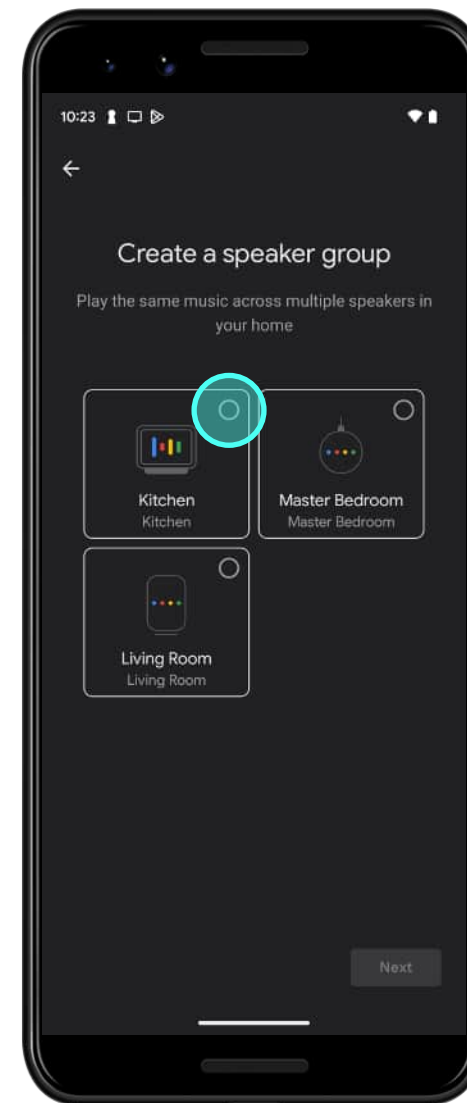 10:23
Create a speaker group
Play the same music across multiple speakers in
your home
Kitchen
Kitchen
Master Bedroom
Master Bedroom
Living Room
Living Room
Next